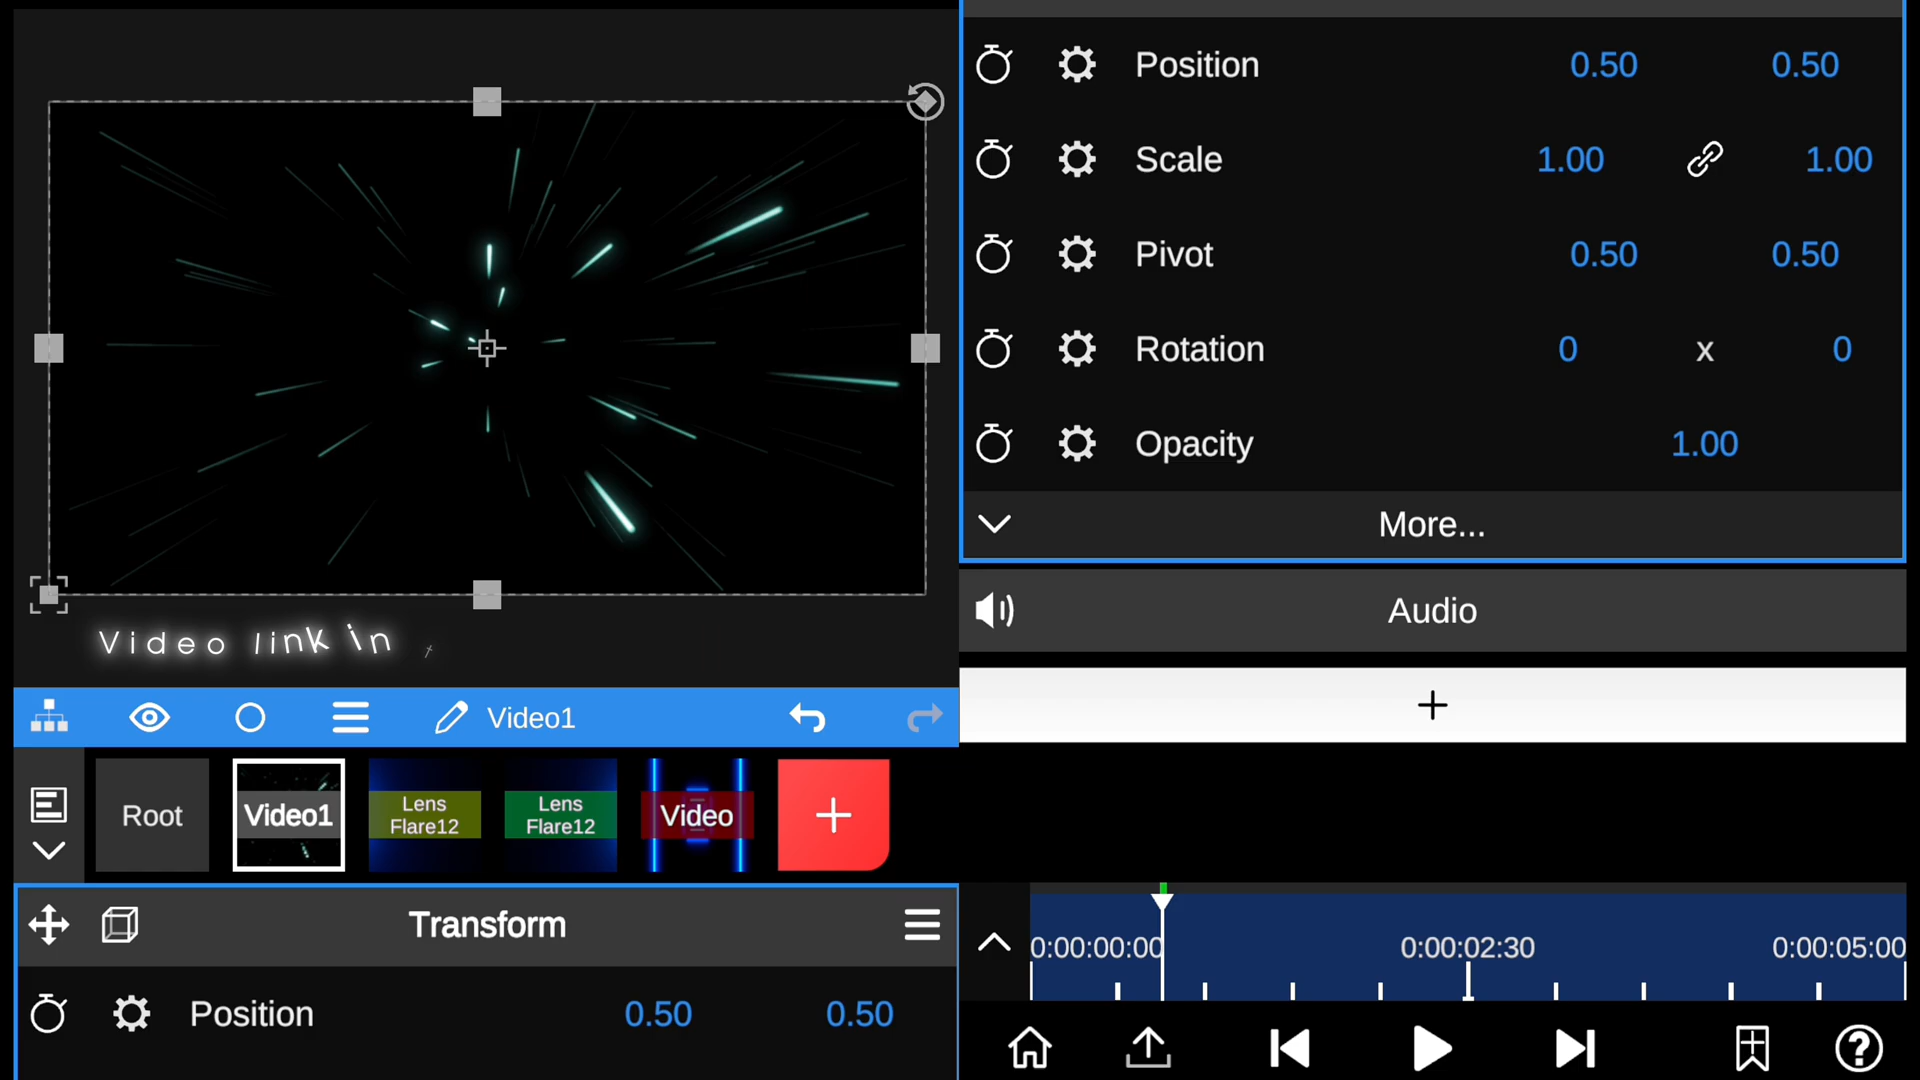 Position 0.50 0.50
Scale 1.00 1.00
Pivot 0.50 0.50
Rotation 0 x 0
Opacity 1.00
More...
Audio
+
Video link in
Video1
Root
Video1
Lens
Flare12
Lens
Flare12
Video
+
Transform
Position 0.50 0.50
0:00:00:00 0:00:02:30 0:00:05:00
?